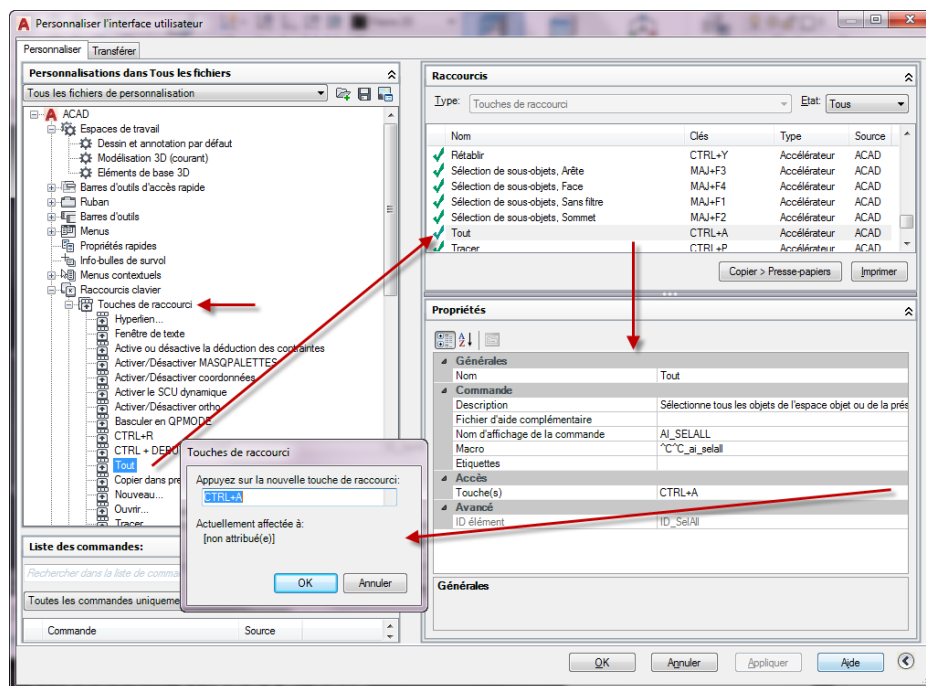 Personnaliser l'interface utilisateur
Personnaliser
Transférer
Personnalisations dans Tous les fichiers
Tous les fichiers de personnalisation
ACAD
Espaces de travail
Dessin et annotation par défaut
Modélisation 3D (courant)
Eléments de base 3D
Barres d'outils d'accès rapide
Ruban
Barres d'outils
Menus
Propriétés rapides
Info-bulles de survol
Menus contextuels
Raccourcis clavier
Touches de raccourci
Hyperlien...
Fenêtre de texte
Active ou désactive la déduction des contraintes
Activer/Désactiver MASQPALETTES
Activer/Désactiver coordonnées
Activer le SCU dynamique
Activer/Désactiver ortho
Basculer en QPMODE
CTRL+R
CTRL + DEBU
Tout
Copier dans pre
Nouveau...
Ouvrir...
Tracer
Liste des commandes:
Rechercher dans la liste de comma
Toutes les commandes uniqueme
Commande Source
Touches de raccourci
Appuyez sur la nouvelle touche de raccourci:
CTRL+A
Actuellement affectée à:
[non attribué(e)]
OK Annuler
Raccourcis
Type: Touches de raccourci Etat: Tous
Nom Clés Type Source
Rétablir CTRL+Y Accélérateur ACAD
Sélection de sous-objets, Arête MAJ+F3 Accélérateur ACAD
Sélection de sous-objets, Face MAJ+F4 Accélérateur ACAD
Sélection de sous-objets, Sans filtre MAJ+F1 Accélérateur ACAD
Sélection de sous-objets, Sommet MAJ+F2 Accélérateur ACAD
Tout CTRL+A Accélérateur ACAD
Tracer CTRL+P Accélérateur ACAD
Copier > Presse-papiers Imprimer
Propriétés
Générales
Nom Tout
Commande
Description Sélectionne tous les objets de l'espace objet ou de la prés
Fichier d'aide complémentaire
Nom d'affichage de la commande AI_SELALL
Macro ^C^C_ai_selall
Etiquettes
Accès
Touche(s) CTRL+A
Avancé
ID élément ID_SelAll
Générales
OK Annuler Appliquer Aide